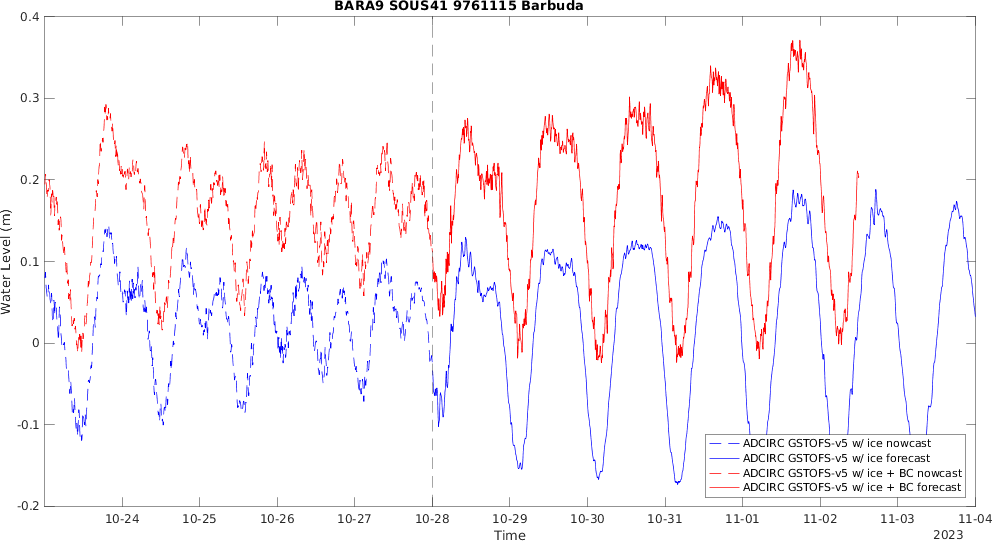 BARA9 SOUS41 9761115 Barbuda
Water Level (m)
0.4
0.3
0.2
0.1
0
-0.1
-0.2
ADCIRC GSTOFS-v5 w/ ice nowcast
ADCIRC GSTOFS-v5 w/ ice forecast
ADCIRC GSTOFS-v5 w/ ice + BC nowcast
ADCIRC GSTOFS-v5 w/ ice + BC forecast
10-24 10-25 10-26 10-27 10-28 10-29 10-30 10-31 11-01 11-02 11-03 11-04
Time
2023